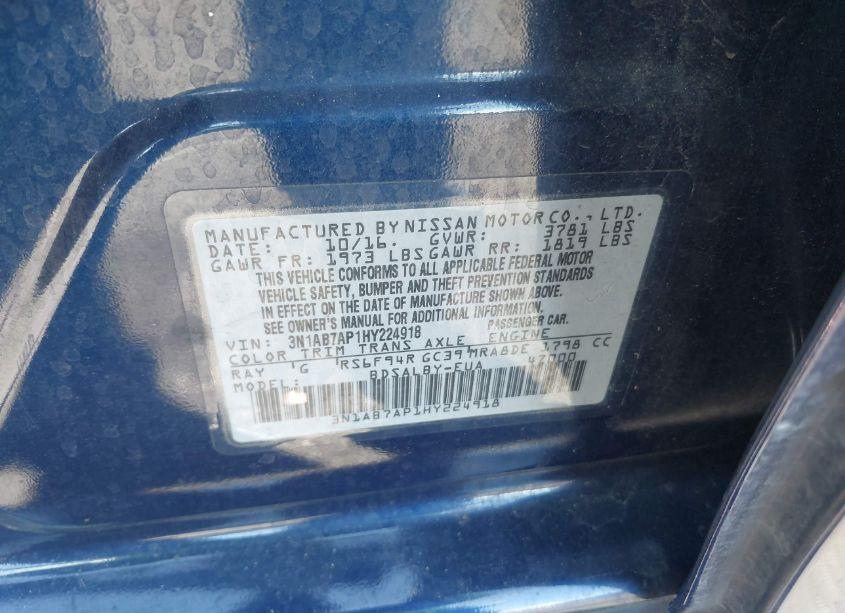 MANUFACTURED BY NISSAN MOTOR CO., LTD.
DATE: 10/16. GVWR: 3781 LBS
GAWR FR: 1973 LBS GAWR RR: 1819 LBS
THIS VEHICLE CONFORMS TO ALL APPLICABLE FEDERAL MOTOR
VEHICLE SAFETY, BUMPER AND THEFT PREVENTION STANDARDS
IN EFFECT ON THE DATE OF MANUFACTURE SHOWN ABOVE.
SEE OWNER'S MANUAL FOR ADDITIONAL INFORMATION.
VIN: 3N1AB7AP1HY224918 PASSENGER CAR.
COLOR TRIM TRANS AXLE ENGINE
RAY 'G RS6F94R GC39 MRA8DE 1798 CC
MODEL: BDSALBY-EUA 47000
3N1AB7AP1HY224918